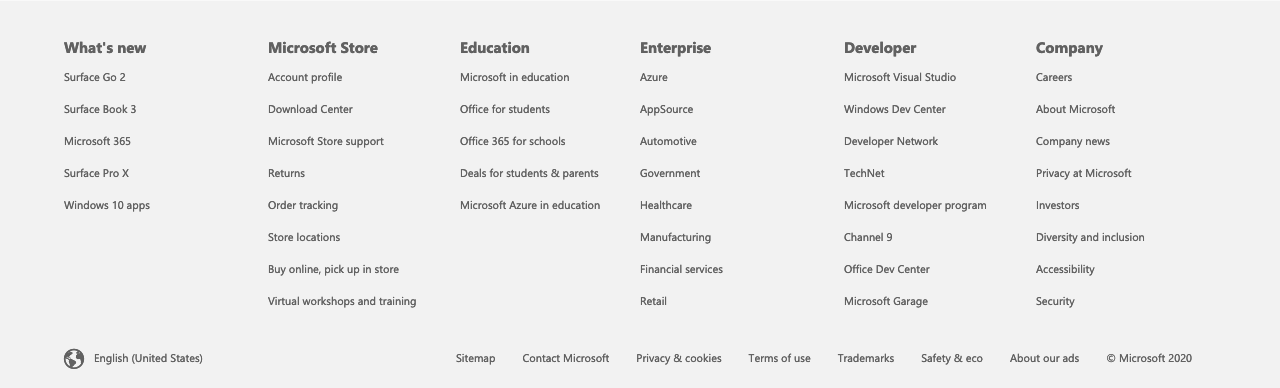 What's new
Surface Go 2
Surface Book 3
Microsoft 365
Surface Pro X
Windows 10 apps
Microsoft Store
Account profile
Download Center
Microsoft Store support
Returns
Order tracking
Store locations
Buy online, pick up in store
Virtual workshops and training
Education
Microsoft in education
Office for students
Office 365 for schools
Deals for students & parents
Microsoft Azure in education
Enterprise
Azure
AppSource
Automotive
Government
Healthcare
Manufacturing
Financial services
Retail
Developer
Microsoft Visual Studio
Windows Dev Center
Developer Network
TechNet
Microsoft developer program
Channel 9
Office Dev Center
Microsoft Garage
Company
Careers
About Microsoft
Company news
Privacy at Microsoft
Investors
Diversity and inclusion
Accessibility
Security
English (United States)
Sitemap
Contact Microsoft
Privacy & cookies
Terms of use
Trademarks
Safety & eco
About our ads
© Microsoft 2020